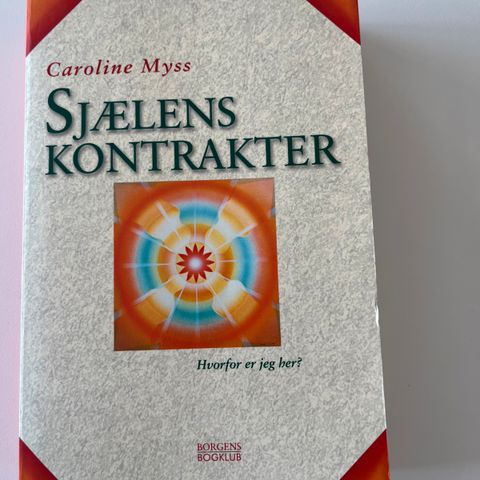 Caroline Myss
SJÆLENS
KONTRAKTER
Hvorfor er jeg her?
BORGENS
BOGKLUB